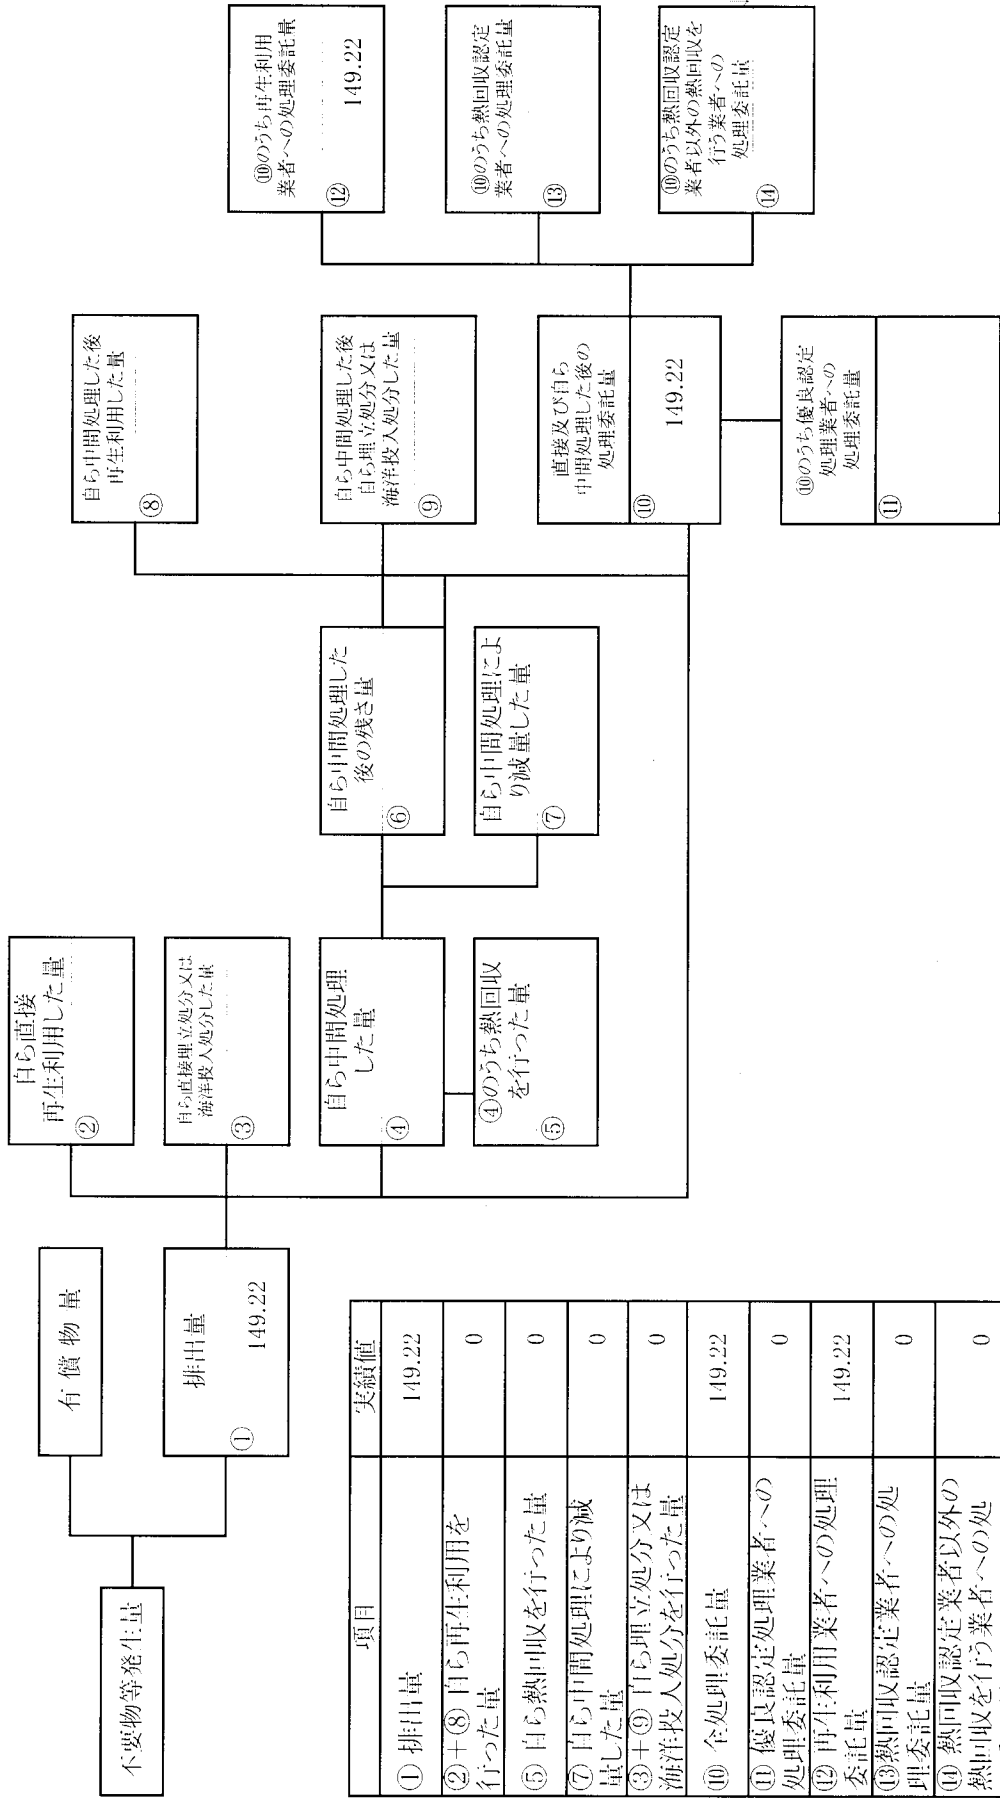 不要物等発生量
有償物量
排出量
①
149.22
自ら直接
再生利用した量
②
自ら直接埋立処分又は
海洋投入処分した量
③
自ら中間処理
した量
④
④のうち熱回収
を行った量
⑤
自ら中間処理した
後の残さ量
⑥
自ら中間処理によ
り減量した量
⑦
自ら中間処理した後
再生利用した量
⑧
自ら中間処理した後
自ら埋立処分又は
海洋投入処分した量
⑨
直接及び自ら
中間処理した後の
処理委託量
⑩
149.22
⑩のうち優良認定
処理業者への
処理委託量
⑪
⑩のうち再生利用
業者への処理委託量
⑫
149.22
⑩のうち熱回収認定
業者への処理委託量
⑬
⑩のうち熱回収認定
業者以外の熱回収を
行う業者への
処理委託量
⑭
項目 実績値
①排出量 149.22
②+⑧自ら再生利用を
行った量 0
⑤自ら熱回収を行った量 0
⑦自ら中間処理により減
量した量 0
③+⑨自ら埋立処分又は
海洋投入処分を行った量 0
⑩全処理委託量 149.22
⑪優良認定処理業者への
処理委託量 0
⑫再生利用業者への処理
委託量 149.22
⑬熱回収認定業者への処
理委託量 0
⑭熱回収認定業者以外の
熱回収を行う業者への処 0